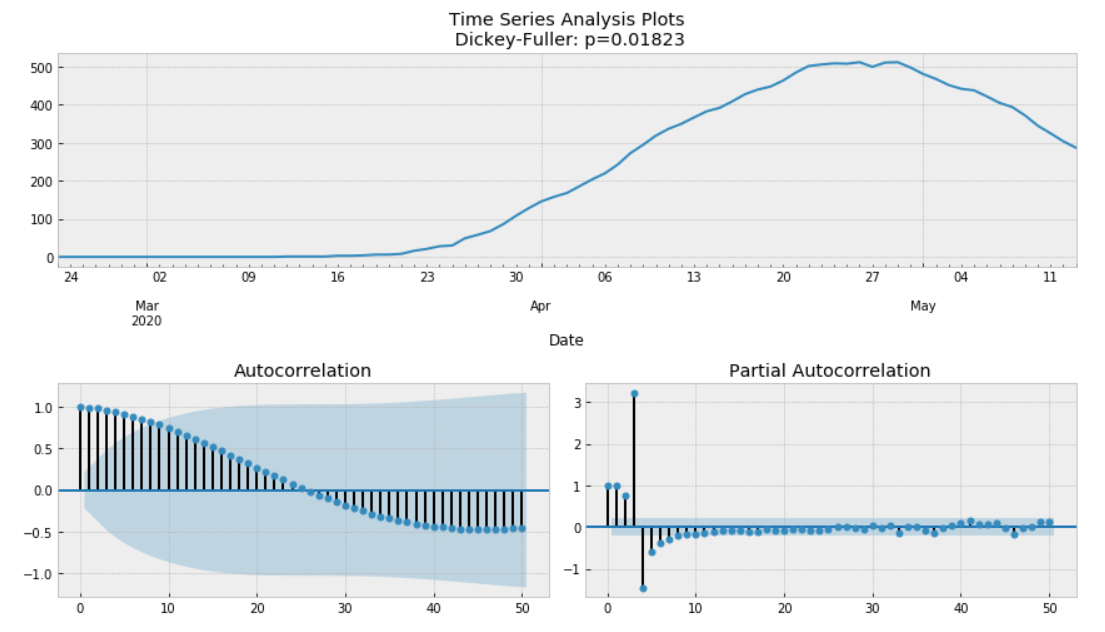 Time Series Analysis Plots
Dickey-Fuller: p=0.01823
500
400
300
200
100
0
24 02 09 16 23 30 06 13 20 27 04 11
Mar Apr May
2020
Date
Autocorrelation
1.0
0.5
0.0
−0.5
−1.0
0 10 20 30 40 50
Partial Autocorrelation
3
2
1
0
−1
0 10 20 30 40 50